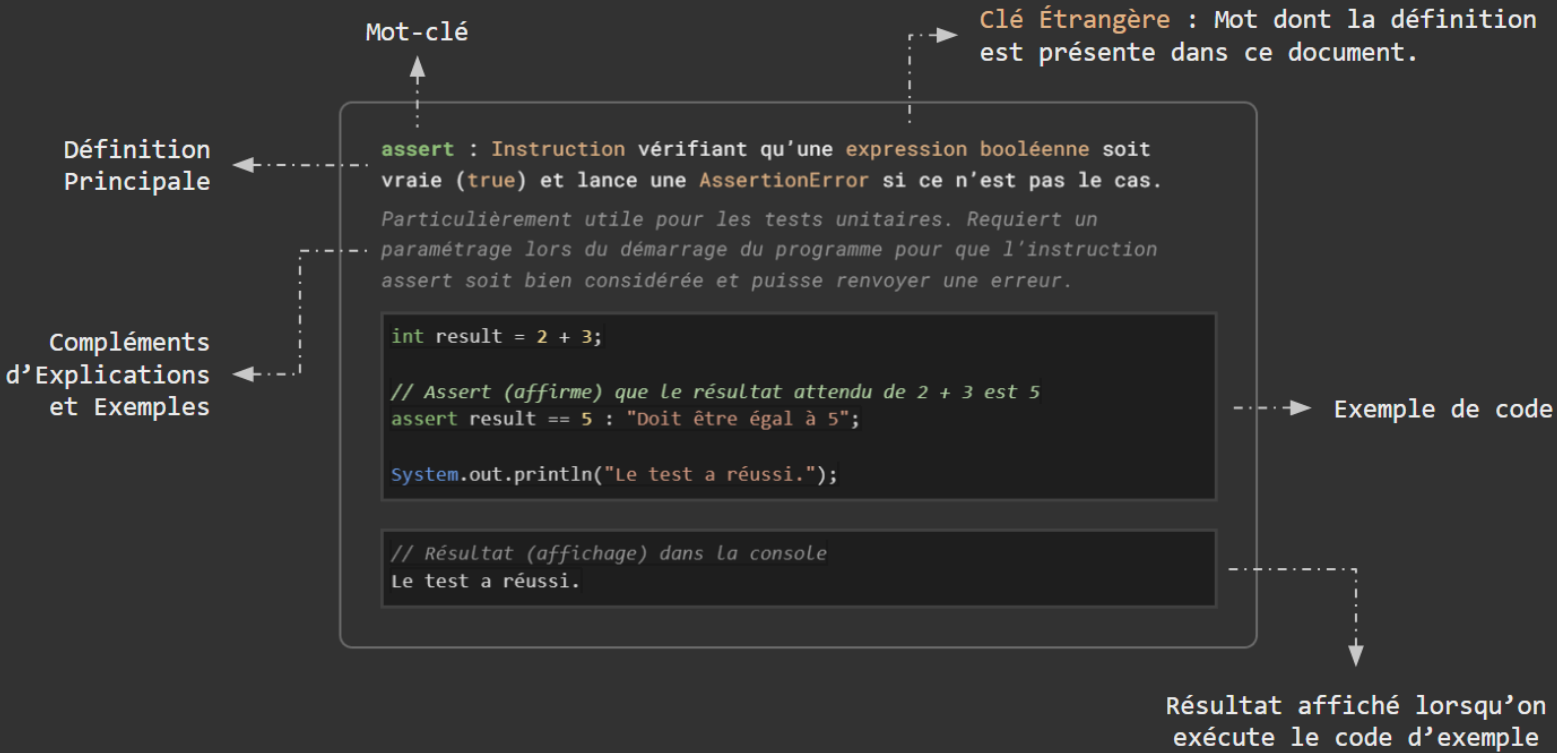 Mot-clé
Clé Étrangère : Mot dont la définition
est présente dans ce document.
Définition
Principale
assert : Instruction vérifiant qu’une expression booléenne soit
vraie (true) et lance une AssertionError si ce n’est pas le cas.
Particulièrement utile pour les tests unitaires. Requiert un
paramétrage lors du démarrage du programme pour que l’instruction
assert soit bien considérée et puisse renvoyer une erreur.
Compléments
d’Explications
et Exemples
int result = 2 + 3;
// Assert (affirme) que le résultat attendu de 2 + 3 est 5
assert result == 5 : "Doit être égal à 5";
System.out.println("Le test a réussi.");
Exemple de code
// Résultat (affichage) dans la console
Le test a réussi.
Résultat affiché lorsqu’on
exécute le code d’exemple